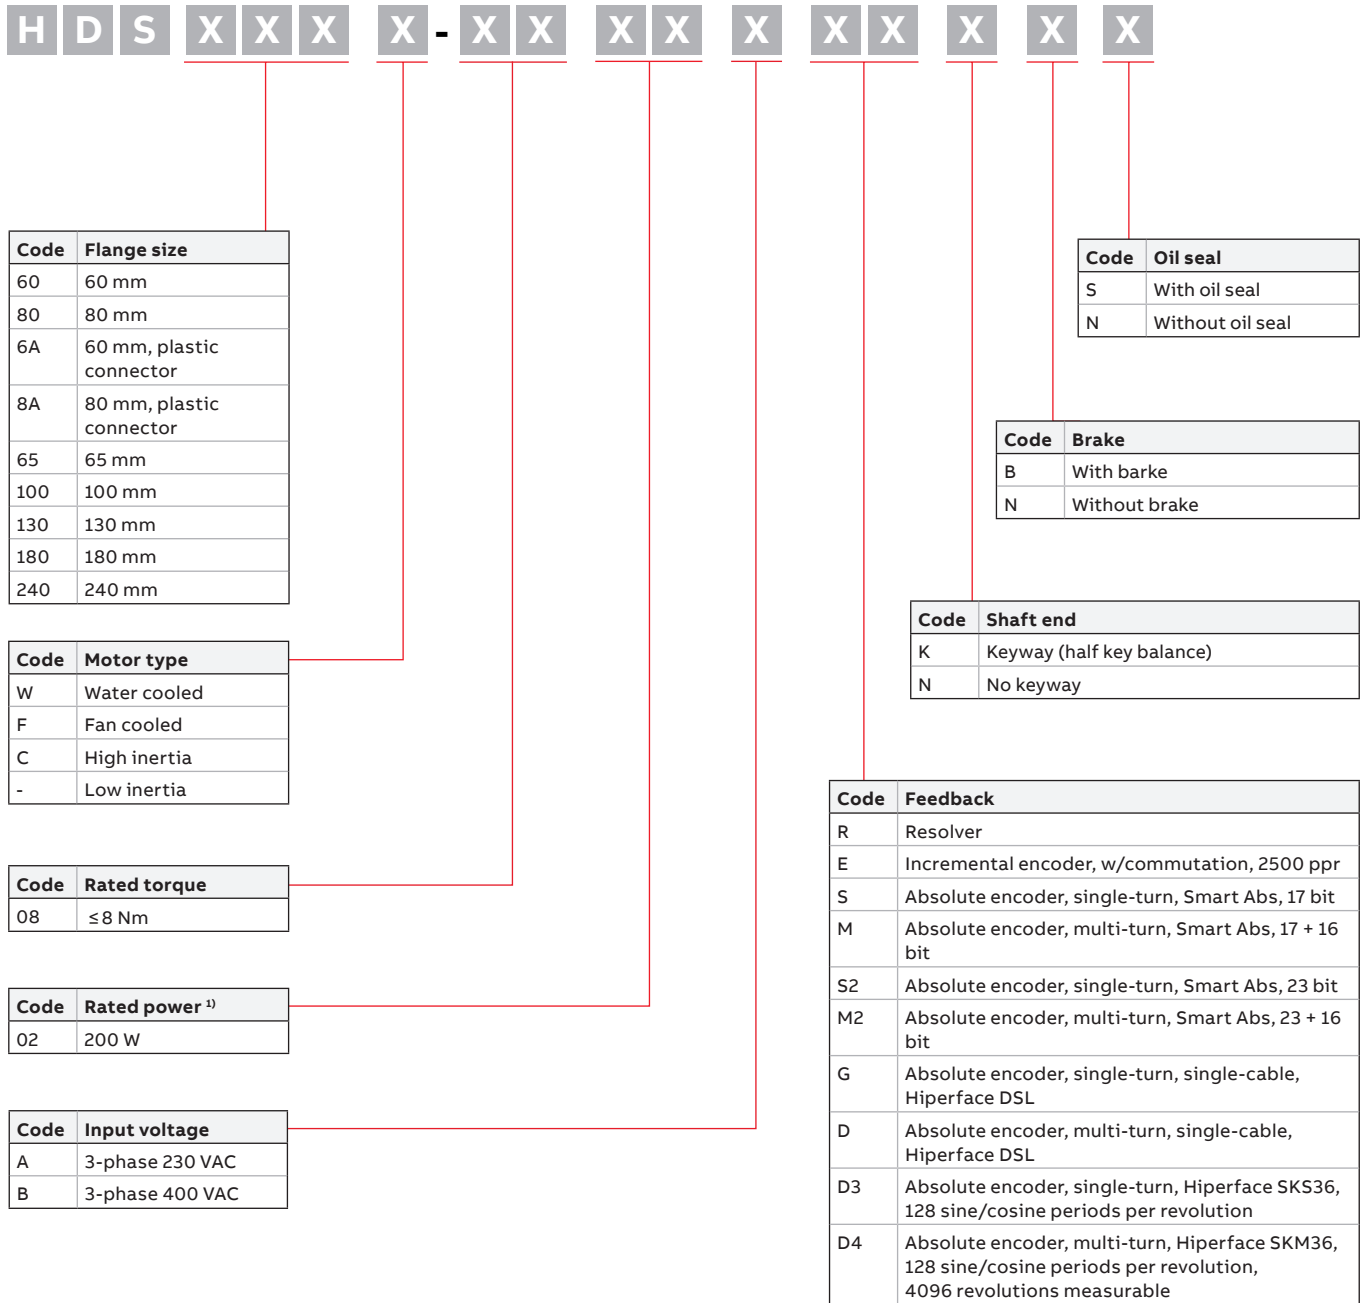 H D S X X X X - X X X X X X X X X X
Code Flange size
60 60 mm
80 80 mm
6A 60 mm, plastic
connector
8A 80 mm, plastic
connector
65 65 mm
100 100 mm
130 130 mm
180 180 mm
240 240 mm
Code Motor type
W Water cooled
F Fan cooled
C High inertia
- Low inertia
Code Rated torque
08 ≤ 8 Nm
Code Rated power 1)
02 200 W
Code Input voltage
A 3-phase 230 VAC
B 3-phase 400 VAC
Code Oil seal
S With oil seal
N Without oil seal
Code Brake
B With barke
N Without brake
Code Shaft end
K Keyway (half key balance)
N No keyway
Code Feedback
R Resolver
E Incremental encoder, w/commutation, 2500 ppr
S Absolute encoder, single-turn, Smart Abs, 17 bit
M Absolute encoder, multi-turn, Smart Abs, 17 + 16
bit
S2 Absolute encoder, single-turn, Smart Abs, 23 bit
M2 Absolute encoder, multi-turn, Smart Abs, 23 + 16
bit
G Absolute encoder, single-turn, single-cable,
Hiperface DSL
D Absolute encoder, multi-turn, single-cable,
Hiperface DSL
D3 Absolute encoder, single-turn, Hiperface SKS36,
128 sine/cosine periods per revolution
D4 Absolute encoder, multi-turn, Hiperface SKM36,
128 sine/cosine periods per revolution,
4096 revolutions measurable